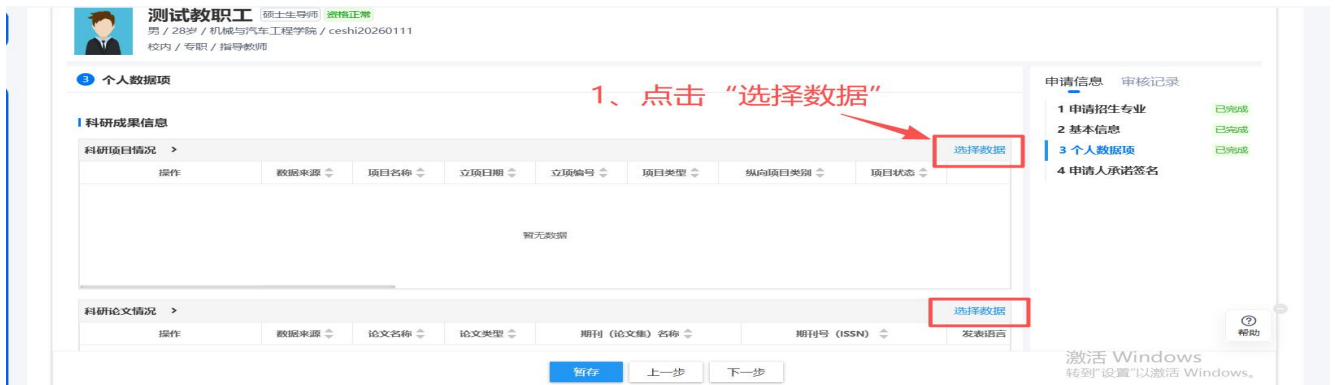 测试教职工 硕士生导师 资格正常
男 / 28岁 / 机械与汽车工程学院 / ceshi20260111
校内 / 专职 / 指导教师
3 个人数据项
1、点击“选择数据”
科研成果信息
科研项目情况 > 选择数据
操作 数据来源 项目名称 立项日期 立项编号 项目类型 纵向项目类别 项目状态
暂无数据
科研论文情况 > 选择数据
操作 数据来源 论文名称 论文类型 期刊（论文集）名称 期刊号（ISSN） 发表语言
暂存 上一步 下一步
申请信息 审核记录
1 申请招生专业 已完成
2 基本信息 已完成
3 个人数据项 已完成
4 申请人承诺签名
帮助
激活 Windows
转到“设置”以激活 Windows。